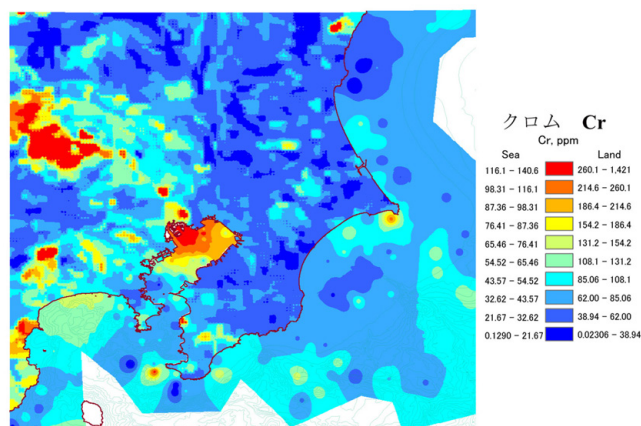 クロム Cr
Cr, ppm
Sea Land
116.1 – 140.6 260.1 – 1,421
98.31 – 116.1 214.6 – 260.1
87.36 – 98.31 186.4 – 214.6
76.41 – 87.36 154.2 – 186.4
65.46 – 76.41 131.2 – 154.2
54.52 – 65.46 108.1 – 131.2
43.57 – 54.52 85.06 – 108.1
32.62 – 43.57 62.00 – 85.06
21.67 – 32.62 38.94 – 62.00
0.1290 – 21.67 0.02306 – 38.94